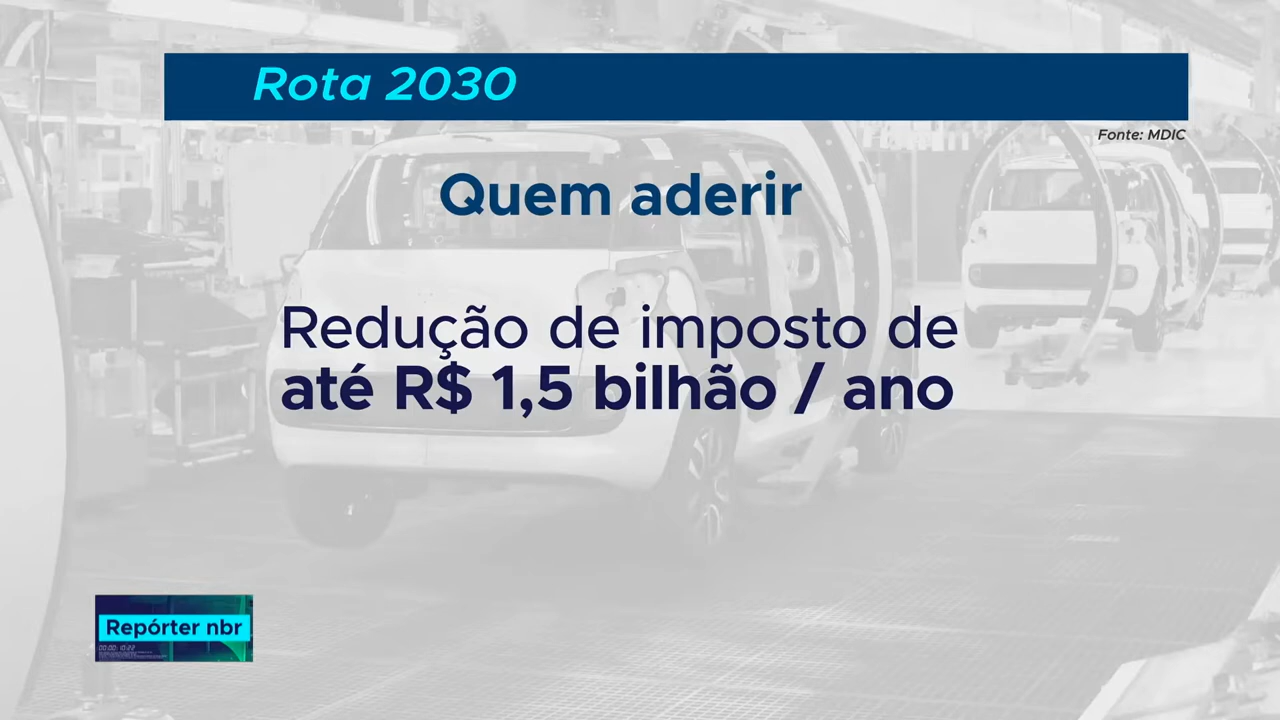 Rota 2030
Fonte: MDIC
Quem aderir
Redução de imposto de
até R$ 1,5 bilhão / ano
Repórter nbr